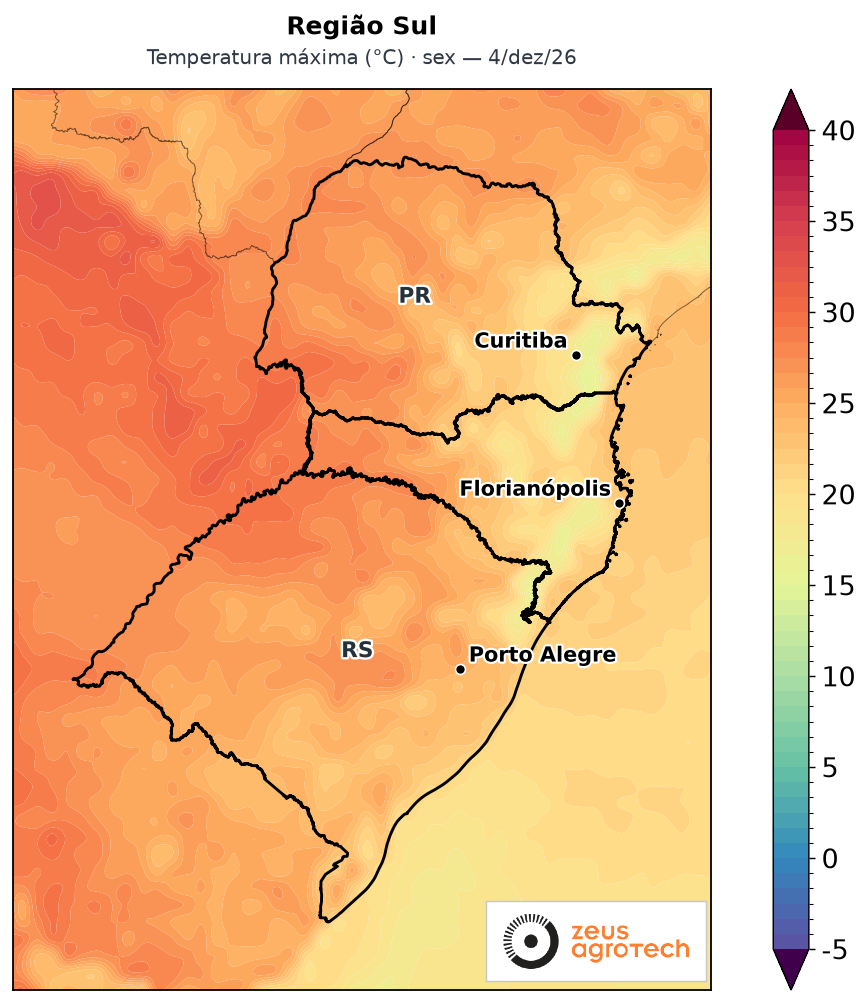 Região Sul
Temperatura máxima (°C) · sex — 4/dez/26
PR
Curitiba
Florianópolis
RS
Porto Alegre
40
35
30
25
20
15
10
5
0
-5
zeus
agrotech